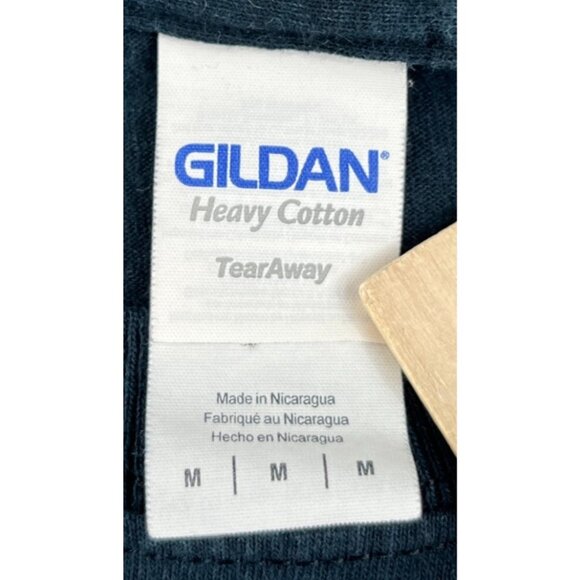 GILDAN®
Heavy Cotton
TearAway
Made in Nicaragua
Fabriqué au Nicaragua
Hecho en Nicaragua
M | M | M